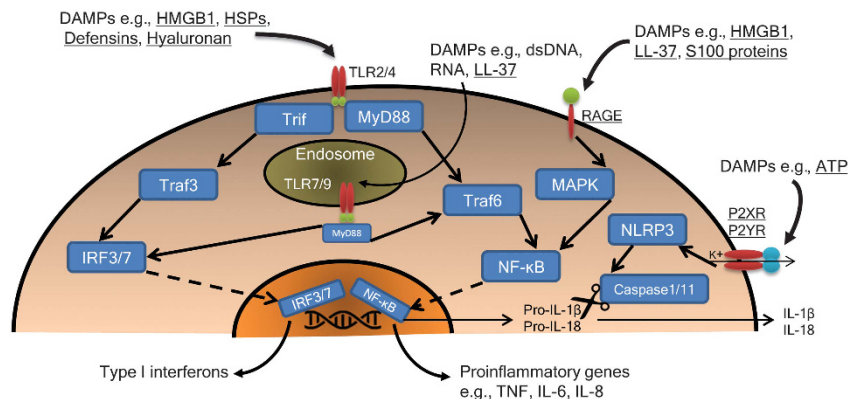 DAMPs e.g., HMGB1, HSPs,
Defensins, Hyaluronan
TLR2/4
DAMPs e.g., dsDNA,
RNA, LL-37
DAMPs e.g., HMGB1,
LL-37, S100 proteins
RAGE
Trif
MyD88
Endosome
TLR7/9
MyD88
Traf3
Traf6
MAPK
DAMPs e.g., ATP
P2XR
P2YR
K+
NLRP3
IRF3/7
NF-κB
Caspase1/11
IRF3/7
NF-κB
Pro-IL-1β
Pro-IL-18
IL-1β
IL-18
Type I interferons
Proinflammatory genes
e.g., TNF, IL-6, IL-8